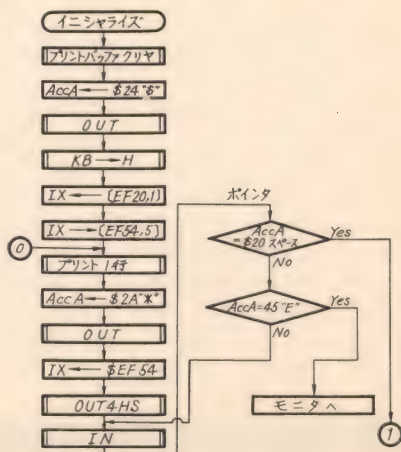 イニシャライズ
プリントバッファクリヤ
AccA ← $24 "$"
OUT
KB → H
IX ← (EF20,1)
IX → (EF54,5)
0
プリント 1行
AccA ← $2A "*"
OUT
IX ← $EF54
OUT4HS
IN
ポインタ
AccA
= $20 スペース
Yes
No
AccA=45 "E"
Yes
No
モニタへ
1